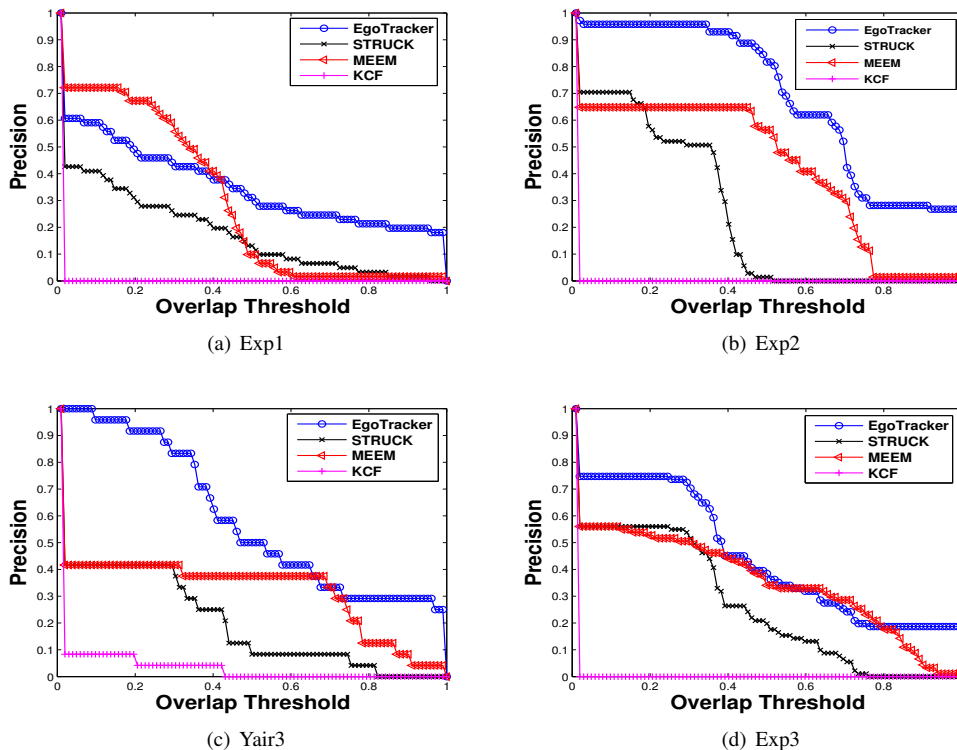 1
0.9
0.8
0.7
0.6
0.5
0.4
0.3
0.2
0.1
0
Precision
EgoTracker
STRUCK
MEEM
KCF
0 0.2 0.4 0.6 0.8 1
Overlap Threshold
(a) Exp1
1
0.9
0.8
0.7
0.6
0.5
0.4
0.3
0.2
0.1
0
Precision
EgoTracker
STRUCK
MEEM
KCF
0 0.2 0.4 0.6 0.8
Overlap Threshold
(b) Exp2
1
0.9
0.8
0.7
0.6
0.5
0.4
0.3
0.2
0.1
0
Precision
EgoTracker
STRUCK
MEEM
KCF
0 0.2 0.4 0.6 0.8 1
Overlap Threshold
(c) Yair3
1
0.9
0.8
0.7
0.6
0.5
0.4
0.3
0.2
0.1
0
Precision
EgoTracker
STRUCK
MEEM
KCF
0 0.2 0.4 0.6 0.8
Overlap Threshold
(d) Exp3